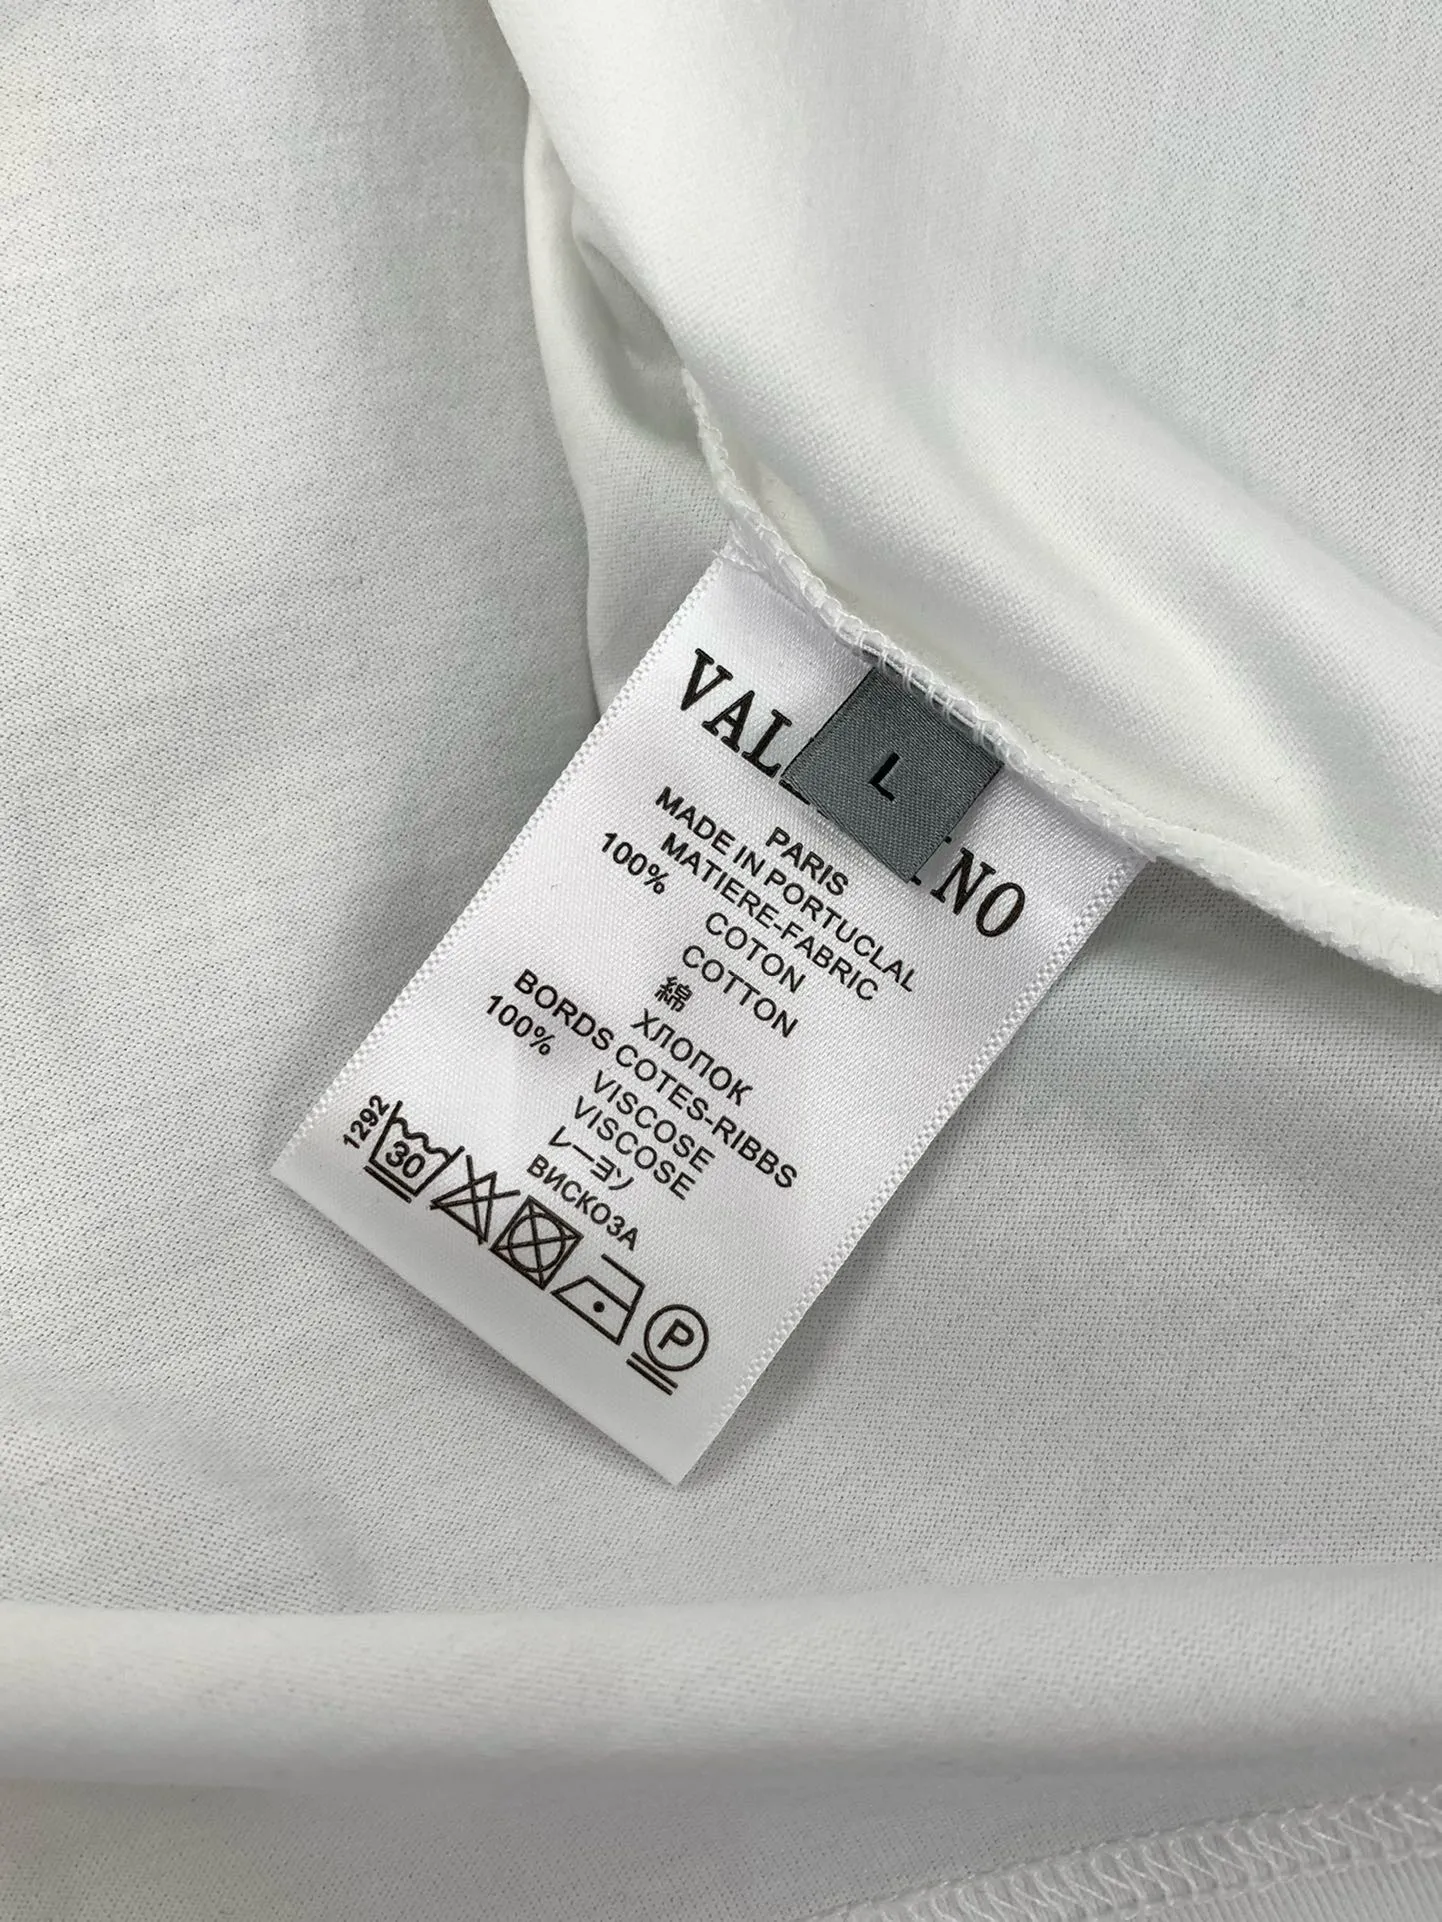 VAL
NO
L
PARIS
MADE IN PORTUCLAL
MATIERE-FABRIC
100%
COTON
COTTON
綿
ХЛОПОК
BORDS COTES-RIBBS
100%
VISCOSE
VISCOSE
レーヨン
ВИСКОЗА
1292
30
P